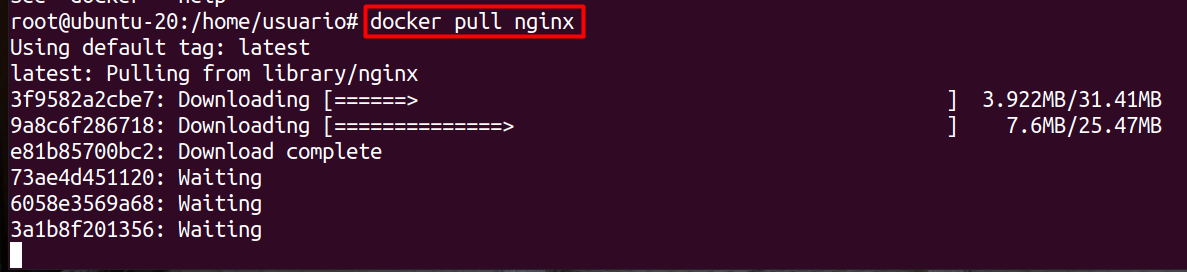 root@ubuntu-20:/home/usuario# docker pull nginx
Using default tag: latest
latest: Pulling from library/nginx
3f9582a2cbe7: Downloading [======>                                            ]  3.922MB/31.41MB
9a8c6f286718: Downloading [==============>                                    ]    7.6MB/25.47MB
e81b85700bc2: Download complete
73ae4d451120: Waiting
6058e3569a68: Waiting
3a1b8f201356: Waiting